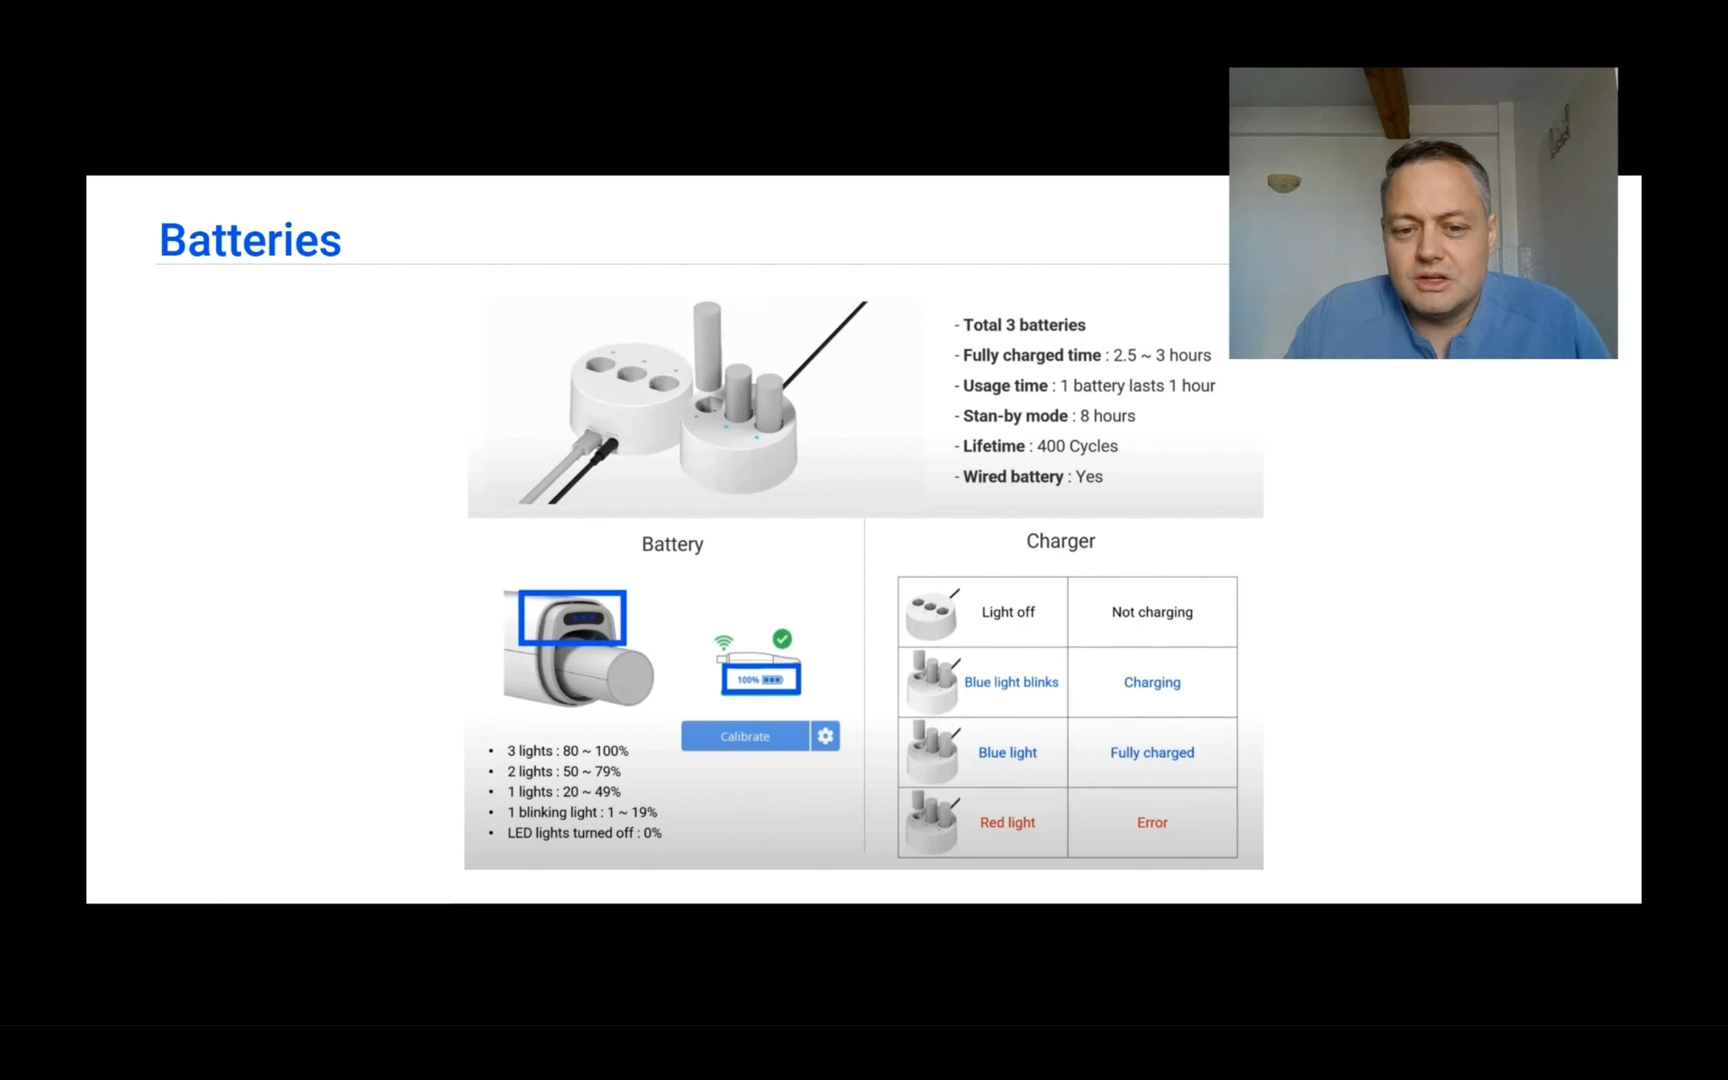 Batteries
- Total 3 batteries
- Fully charged time : 2.5 ~ 3 hours
- Usage time : 1 battery lasts 1 hour
- Stan-by mode : 8 hours
- Lifetime : 400 Cycles
- Wired battery : Yes
Battery
100%
Calibrate
• 3 lights : 80 ~ 100%
• 2 lights : 50 ~ 79%
• 1 lights : 20 ~ 49%
• 1 blinking light : 1 ~ 19%
• LED lights turned off : 0%
Charger
Light off Not charging
Blue light blinks Charging
Blue light Fully charged
Red light Error